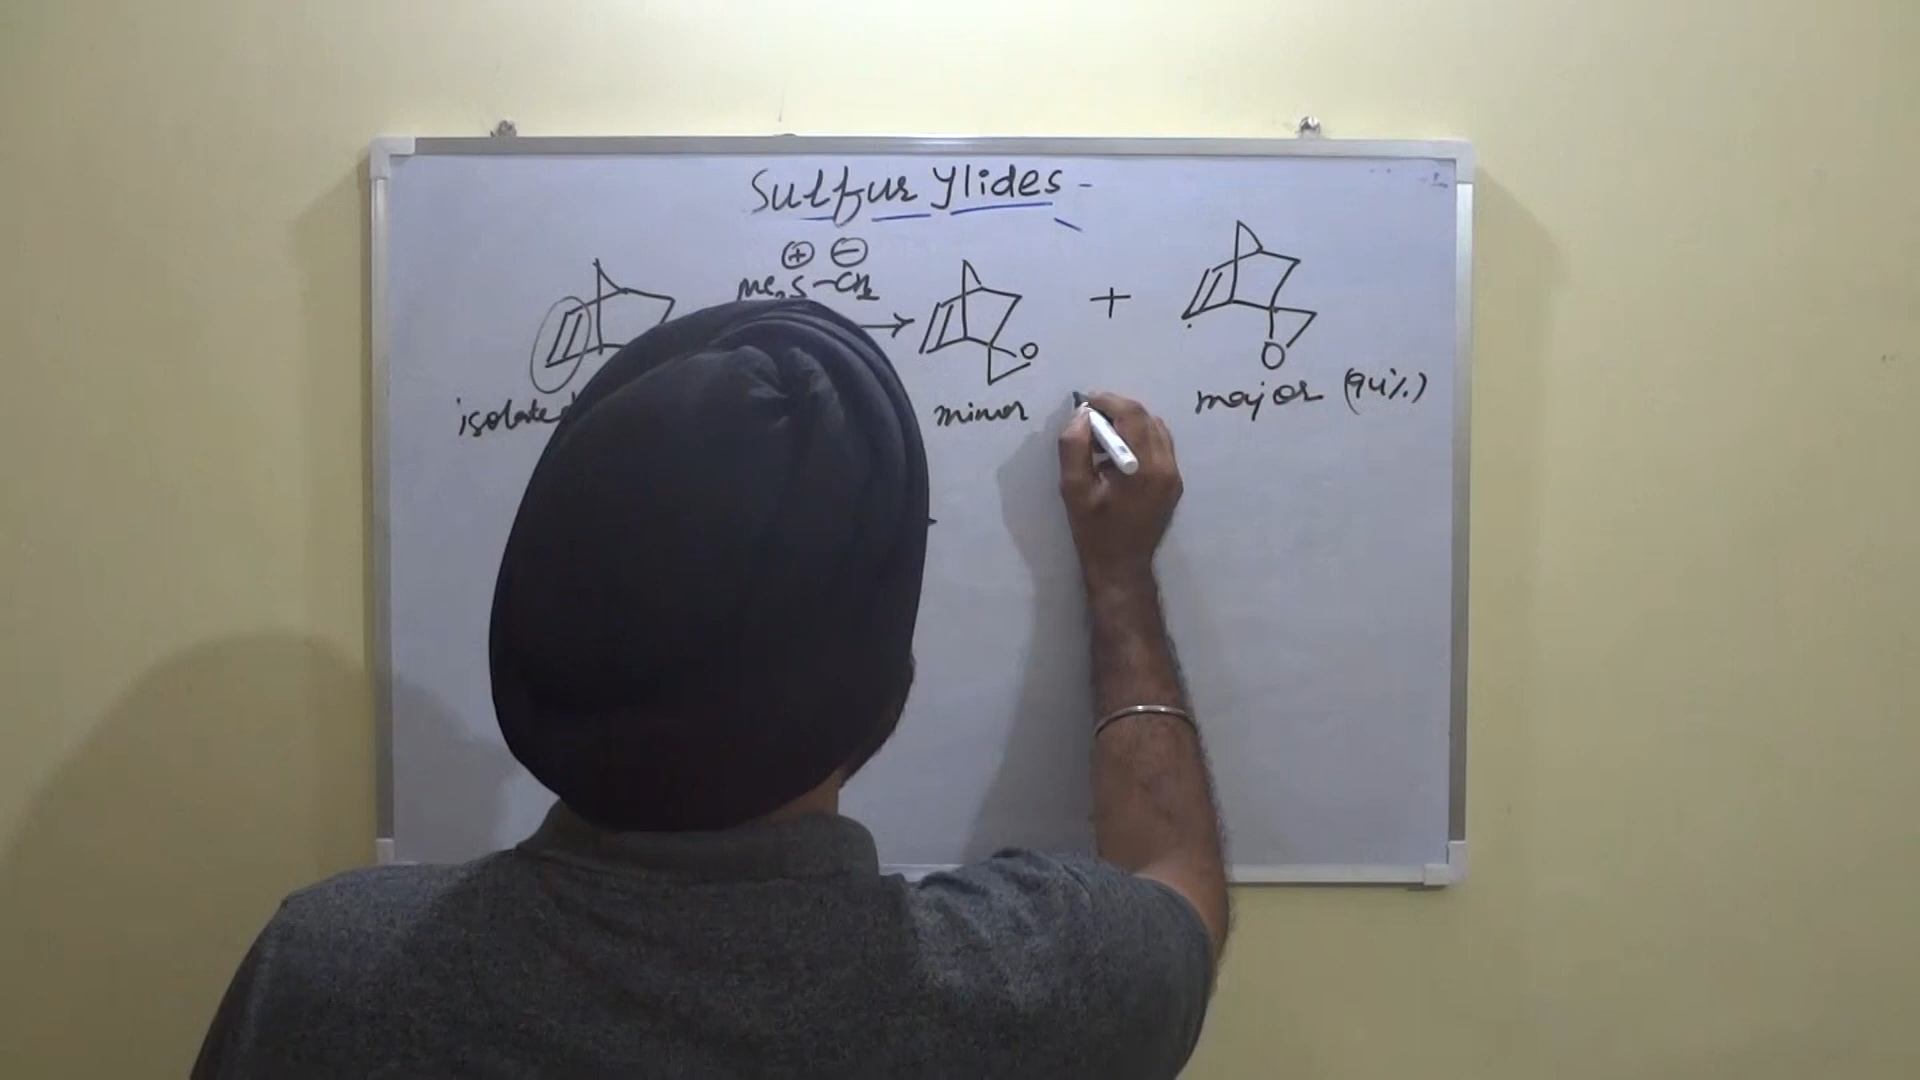 Sulfur Ylides -
⊕ ⊖
Me2S-CH2
+
O
O
isolated
minor
major (94%)